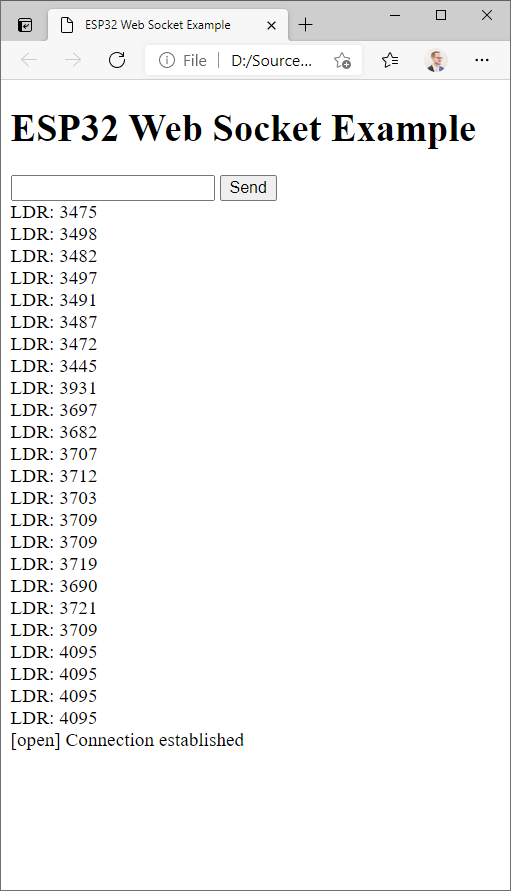 ESP32 Web Socket Example
File D:/Source...
ESP32 Web Socket Example
Send
LDR: 3475
LDR: 3498
LDR: 3482
LDR: 3497
LDR: 3491
LDR: 3487
LDR: 3472
LDR: 3445
LDR: 3931
LDR: 3697
LDR: 3682
LDR: 3707
LDR: 3712
LDR: 3703
LDR: 3709
LDR: 3709
LDR: 3719
LDR: 3690
LDR: 3721
LDR: 3709
LDR: 4095
LDR: 4095
LDR: 4095
LDR: 4095
[open] Connection established